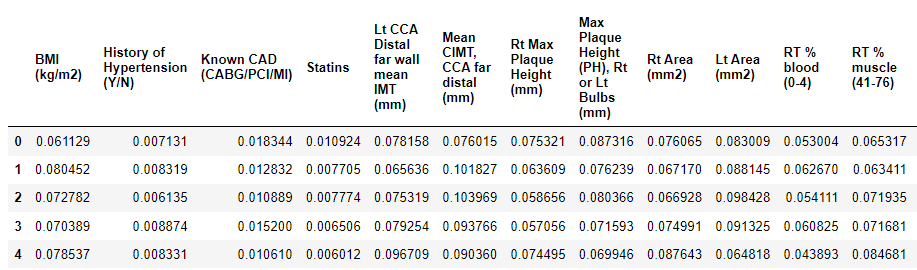 BMI (kg/m2) History of Hypertension (Y/N) Known CAD (CABG/PCI/MI) Statins Lt CCA Distal far wall mean IMT (mm) Mean CIMT, CCA far distal (mm) Rt Max Plaque Height (mm) Max Plaque Height (PH), Rt or Lt Bulbs (mm) Rt Area (mm2) Lt Area (mm2) RT % blood (0-4) RT % muscle (41-76)
0 0.061129 0.007131 0.018344 0.010924 0.078158 0.076015 0.075321 0.087316 0.076065 0.083009 0.053004 0.065317
1 0.080452 0.008319 0.012832 0.007705 0.065636 0.101827 0.063609 0.076239 0.067170 0.088145 0.062670 0.063411
2 0.072782 0.006135 0.010889 0.007774 0.075319 0.103969 0.058656 0.080366 0.066928 0.098428 0.054111 0.071935
3 0.070389 0.008874 0.015200 0.006506 0.079254 0.093766 0.057056 0.071593 0.074991 0.091325 0.060825 0.071681
4 0.078537 0.008331 0.010610 0.006012 0.096709 0.090360 0.074495 0.069946 0.087643 0.064818 0.043893 0.084681